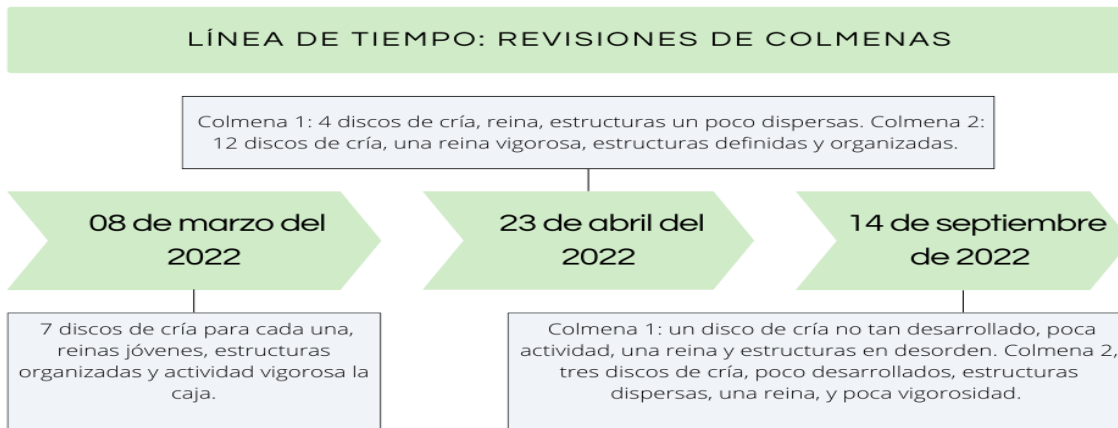 LÍNEA DE TIEMPO: REVISIONES DE COLMENAS
Colmena 1: 4 discos de cría, reina, estructuras un poco dispersas. Colmena 2:
12 discos de cría, una reina vigorosa, estructuras definidas y organizadas.
08 de marzo del
2022
23 de abril del
2022
14 de septiembre
de 2022
7 discos de cría para cada una,
reinas jóvenes, estructuras
organizadas y actividad vigorosa la
caja.
Colmena 1: un disco de cría no tan desarrollado, poca
actividad, una reina y estructuras en desorden. Colmena 2,
tres discos de cría, poco desarrollados, estructuras
dispersas, una reina, y poca vigorosidad.